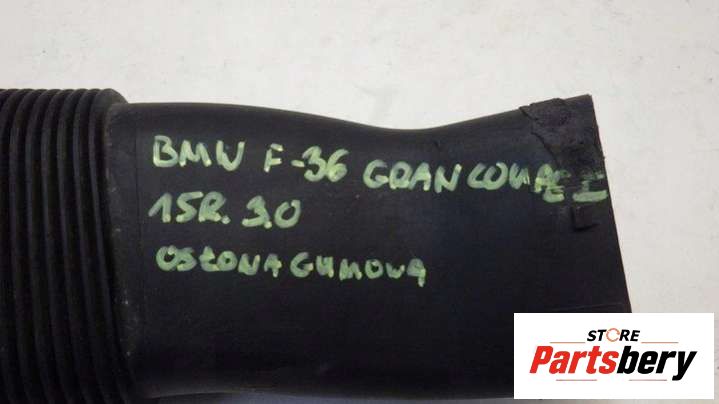 BMW F-36 GRAN COUPE I
15R. 3.0
OSŁONA GUMOWA
STORE
Partsbery